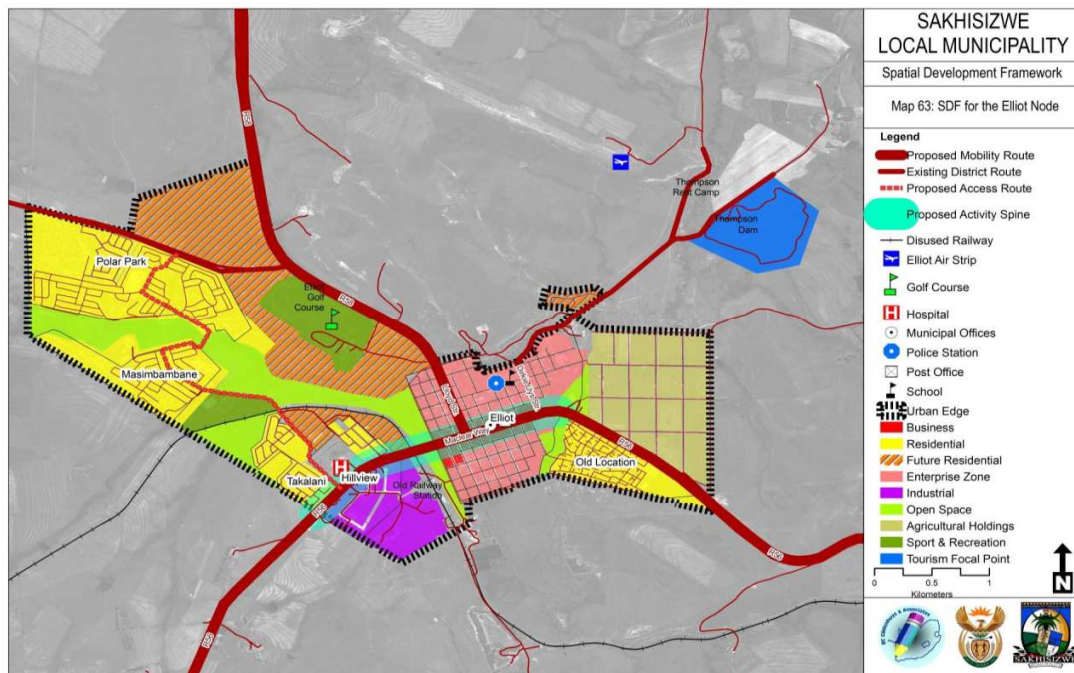 SAKHISIZWE
LOCAL MUNICIPALITY
Spatial Development Framework
Map 63: SDF for the Elliot Node
Legend
Proposed Mobility Route
Existing District Route
Proposed Access Route
Proposed Activity Spine
Disused Railway
Elliot Air Strip
Golf Course
H Hospital
Municipal Offices
Police Station
Post Office
School
Urban Edge
Business
Residential
Future Residential
Enterprise Zone
Industrial
Open Space
Agricultural Holdings
Sport & Recreation
Tourism Focal Point
0 0.5 1
Kilometers
N
SAKHISIZWE
Thompson
Rest Camp
Thompson
Dam
Polar Park
Elliot
Golf
Course
R58
Masimbambane
Maclear Way
Elliot
Old Location
H
Hillview
Takalani
Old Railway
Station
R56